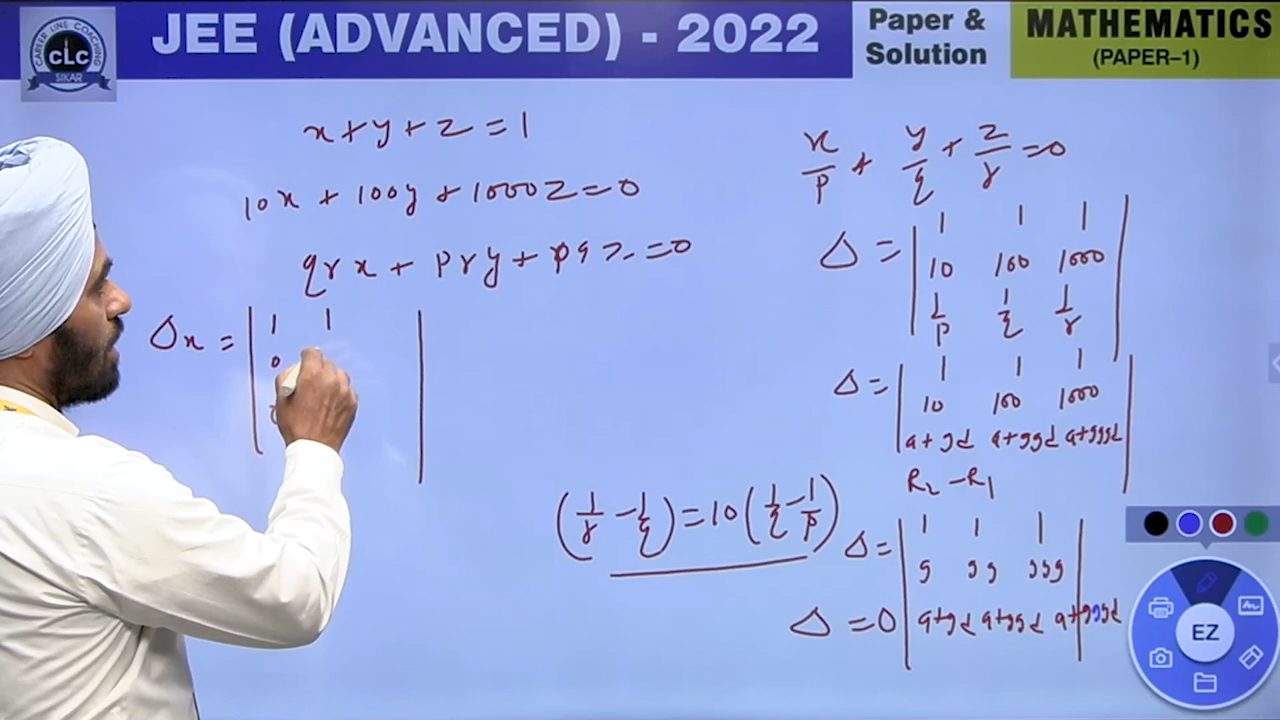 CAREER LINE COACHING
CLC
SIKAR
JEE (ADVANCED) - 2022
Paper &
Solution
MATHEMATICS
(PAPER–1)
x + y + z = 1
10x + 100y + 1000z = 0
qrx + pry + pqz = 0
Δx = | 1 1 |
0
x/p + y/q + z/r = 0
Δ = | 1 1 1 |
10 100 1000
1/p 1/q 1/r
Δ = | 1 1 1 |
10 100 1000
a+9d a+99d a+999d
R2 - R1
(1/r - 1/q) = 10(1/q - 1/p)
Δ = | 1 1 1 |
9 99 999
Δ = 0
a+9d a+99d a+999d
EZ